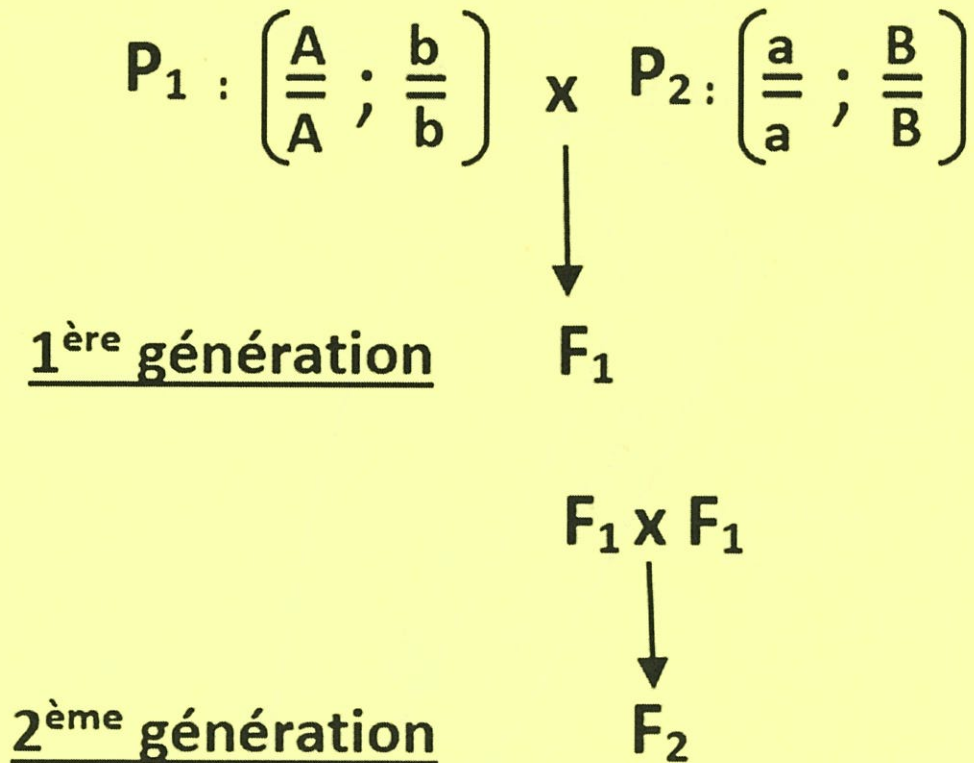 P₁ : (A/A ; b/b) x P₂ : (a/a ; B/B)
1ère génération F₁
F₁ x F₁
2ème génération F₂